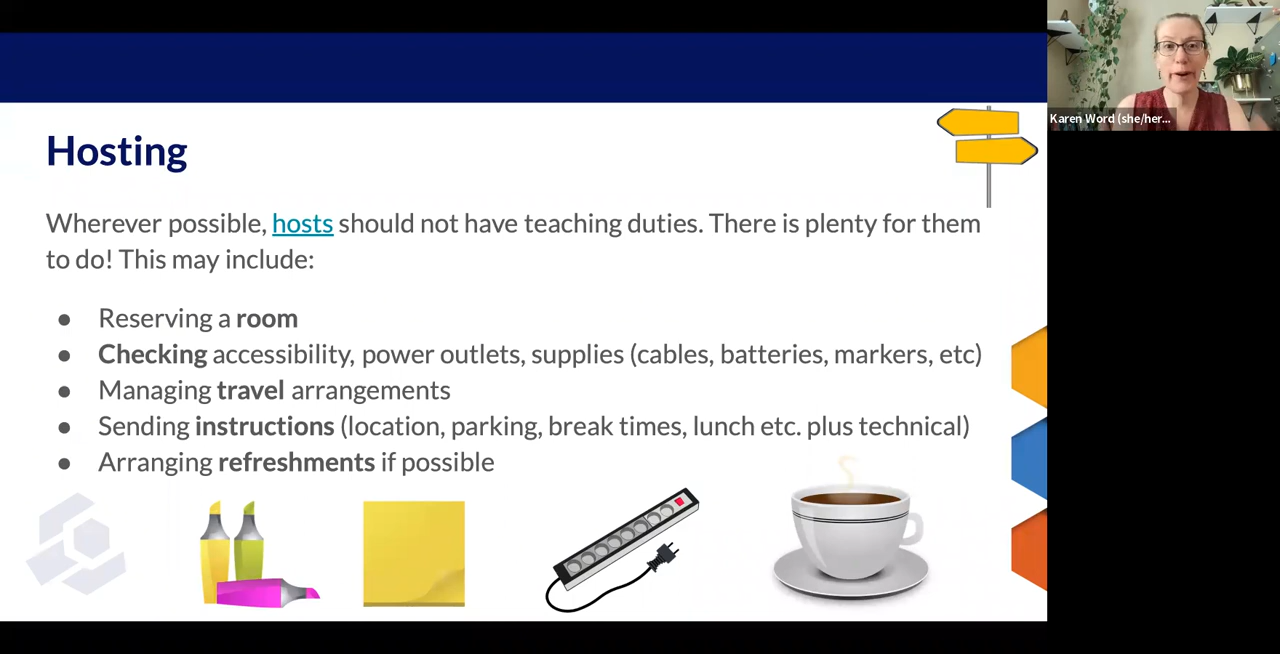 Hosting
Wherever possible, hosts should not have teaching duties. There is plenty for them
to do! This may include:
● Reserving a room
● Checking accessibility, power outlets, supplies (cables, batteries, markers, etc)
● Managing travel arrangements
● Sending instructions (location, parking, break times, lunch etc. plus technical)
● Arranging refreshments if possible
Karen Word (she/her...